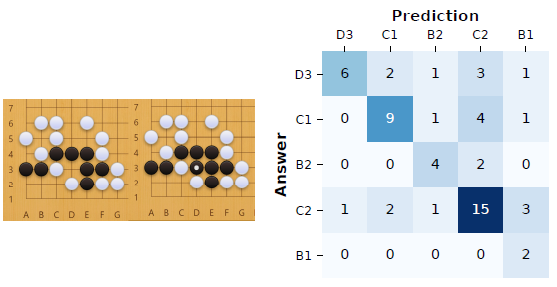 7
6
5
4
3
2
1
A B C D E F G
7
6
5
4
3
2
1
A B C D E F G
Prediction
D3 C1 B2 C2 B1
Answer
D3 6 2 1 3 1
C1 0 9 1 4 1
B2 0 0 4 2 0
C2 1 2 1 15 3
B1 0 0 0 0 2